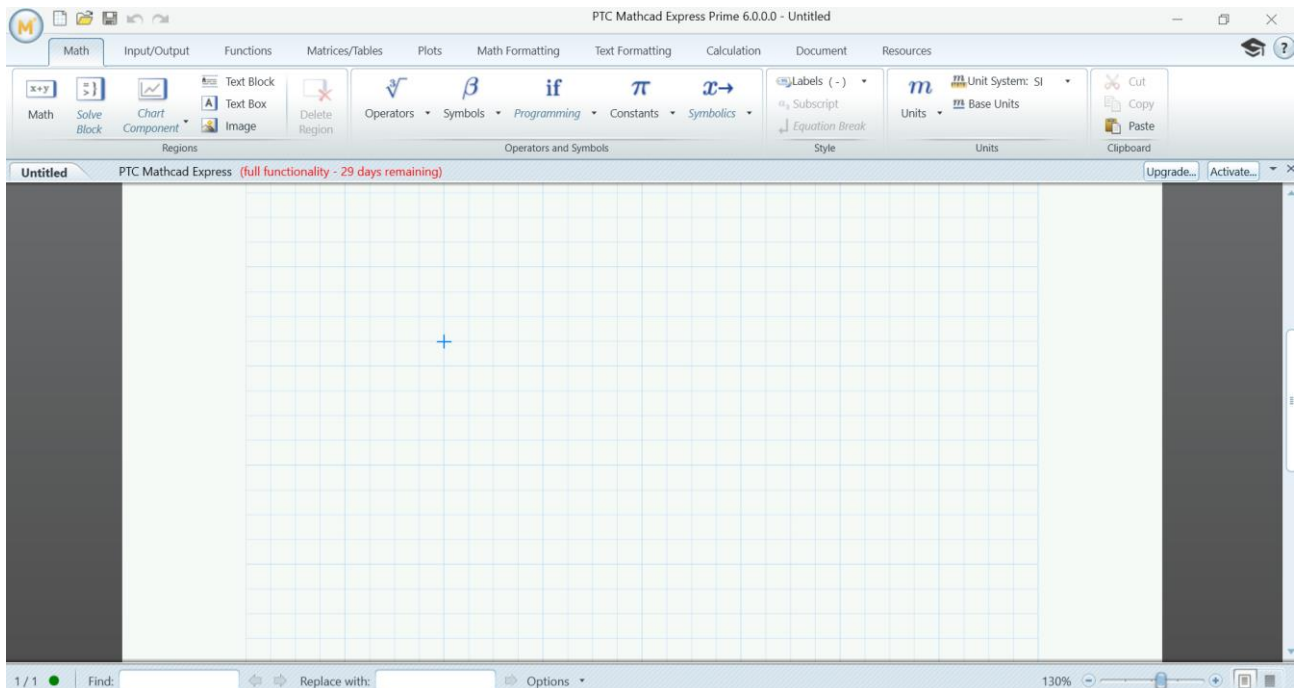 PTC Mathcad Express Prime 6.0.0.0 - Untitled
Math Input/Output Functions Matrices/Tables Plots Math Formatting Text Formatting Calculation Document Resources
Math
Solve Block
Chart Component
Text Block
Text Box
Image
Delete Region
Operators
Symbols
if
Programming
π
Constants
x→
Symbolics
Labels ( - )
Subscript
Equation Break
m
Units
Unit System: SI
Base Units
Cut
Copy
Paste
Regions
Operators and Symbols
Style
Units
Clipboard
Untitled PTC Mathcad Express (full functionality - 29 days remaining) Upgrade... Activate...
1 / 1 Find: Replace with: Options 130%